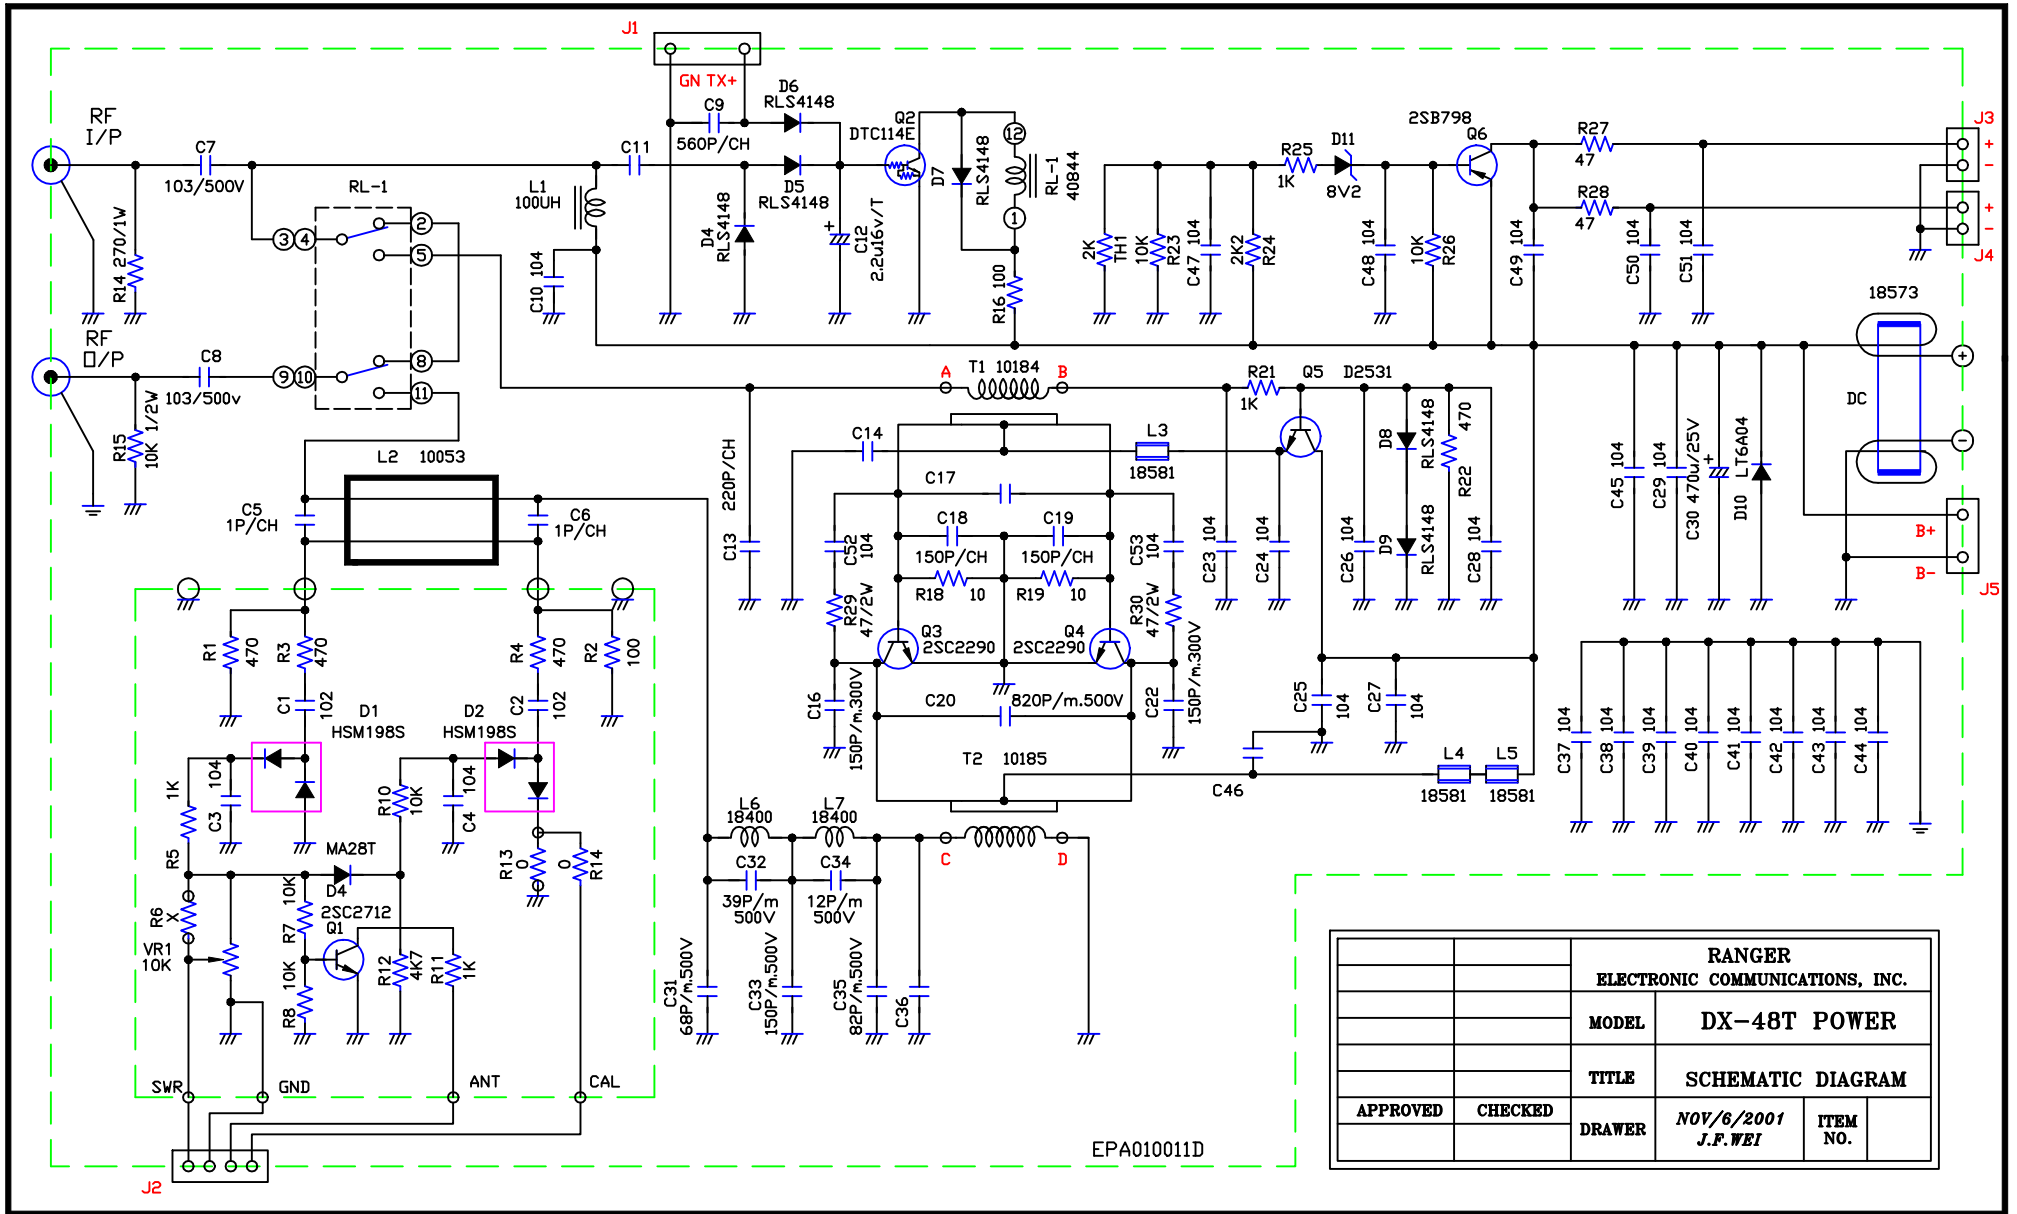 J1
GN TX+
RF
I/P
C7
103/500V
R14 270/1W
RL-1
3
4
2
5
8
11
9
10
RF
O/P
C8
103/500v
R15
10K 1/2W
C11
L1
100UH
C10 104
C9
560P/CH
D6
RLS4148
D5
RLS4148
D4
RLS4148
C12
2.2u16v/T
Q2
DTC114E
D7
RLS4148
12
1
RL-1
40844
R16 100
2K
TH1
10K
R23
C47 104
2K2
R24
R25
1K
D11
8V2
C48 104
10K
R26
2SB798
Q6
C49 104
R27
47
R28
47
C50 104
C51 104
J3
+
-
+
-
J4
18573
DC
+
-
C45 104
C29 104
C30 470u/25V
+
D10 LT6A04
B+
B-
J5
L2 10053
C5
1P/CH
C6
1P/CH
220P/CH
C13
A
T1 10184
B
C14
L3
18581
C17
C18
150P/CH
C19
150P/CH
R18 10
R19 10
C52
104
C53
104
R29
47/2W
R30
47/2W
Q3
2SC2290
Q4
2SC2290
C16
150P/m.300V
C20
820P/m.500V
C22
150P/m.300V
T2 10185
R21
1K
Q5
D2531
C23 104
C24 104
C26 104
D8
RLS4148
D9
RLS4148
470
R22
C28 104
C25
104
C27
104
C46
L4
18581
L5
18581
C37 104
C38 104
C39 104
C40 104
C41 104
C42 104
C43 104
C44 104
R1
470
R3
470
R4
470
R2
100
C1
102
C2
102
D1
HSM198S
D2
HSM198S
1K
R5
104
C3
R10
10K
104
C4
MA28T
D4
R13
0
0
R14
R6
X
VR1
10K
10K
R7
2SC2712
Q1
10K
R8
R12
4K7
R11
1K
SWR
GND
ANT
CAL
J2
L6
18400
L7
18400
C32
39P/m
500V
C34
12P/m
500V
C31
68P/m.500V
C33
150P/m.500V
C35
82P/m.500V
C36
C
D
EPA010011D
RANGER
ELECTRONIC COMMUNICATIONS, INC.
MODEL
DX-48T POWER
TITLE
SCHEMATIC DIAGRAM
APPROVED
CHECKED
DRAWER
NOV/6/2001
J.F.WEI
ITEM
NO.